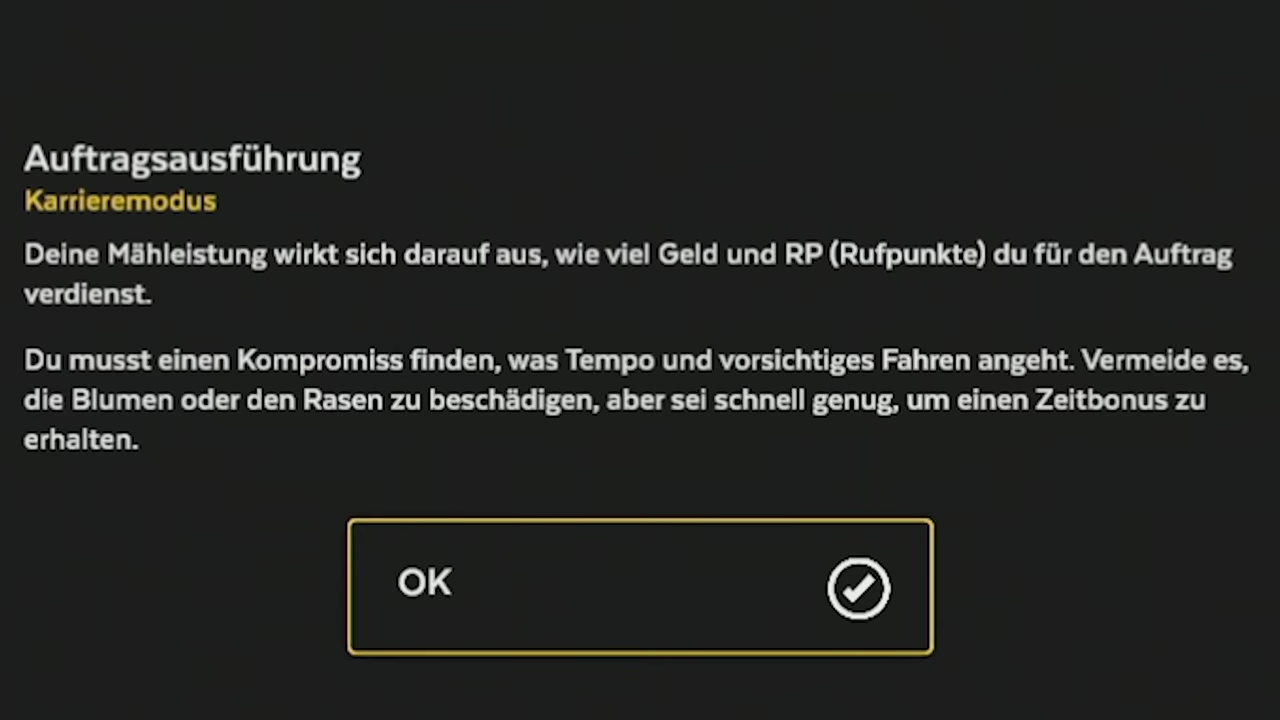 Auftragsausführung
Karrieremodus
Deine Mähleistung wirkt sich darauf aus, wie viel Geld und RP (Rufpunkte) du für den Auftrag
verdienst.
Du musst einen Kompromiss finden, was Tempo und vorsichtiges Fahren angeht. Vermeide es,
die Blumen oder den Rasen zu beschädigen, aber sei schnell genug, um einen Zeitbonus zu
erhalten.
OK